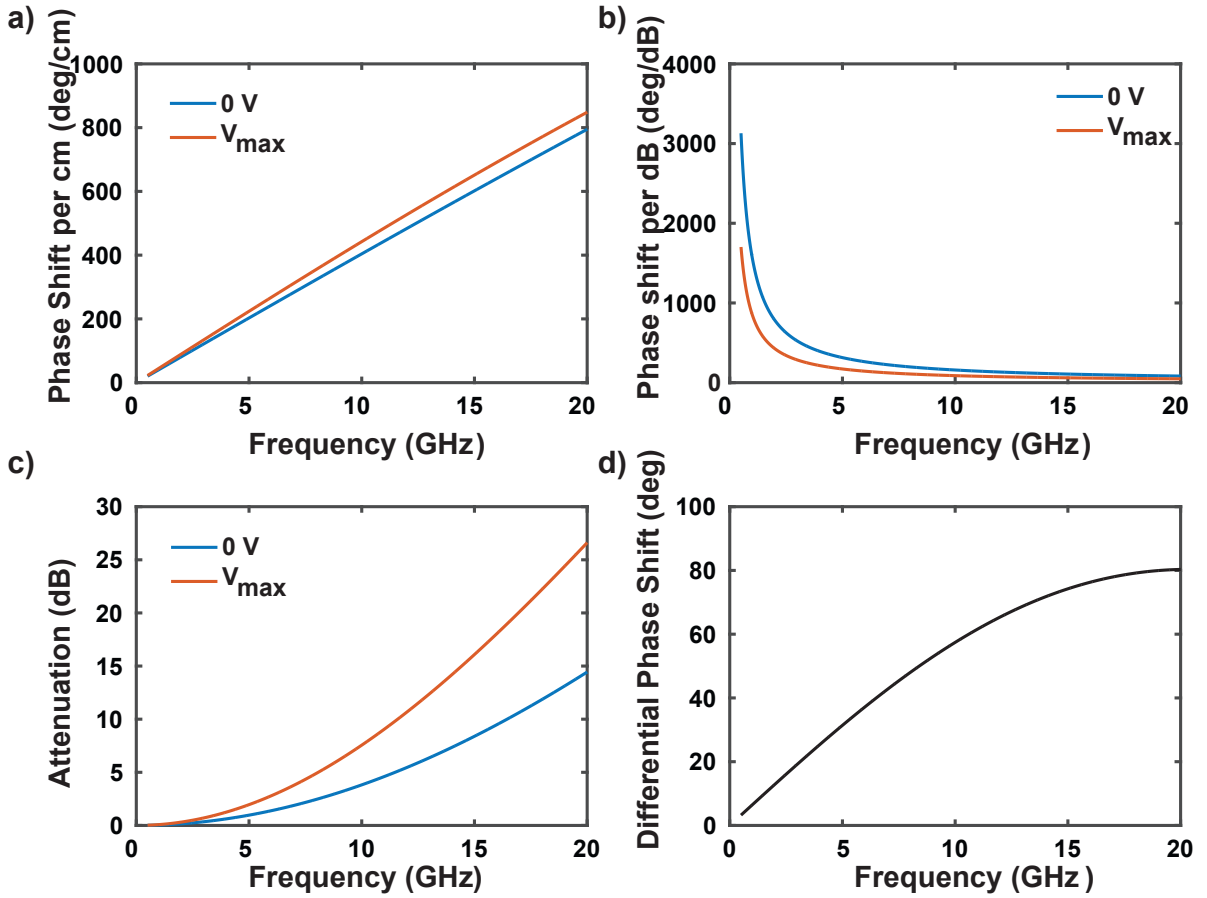 a)
Phase Shift per cm (deg/cm)
1000
800
600
400
200
0
0 V
Vmax
0 5 10 15 20
Frequency (GHz)
b)
Phase shift per dB (deg/dB)
4000
3000
2000
1000
0
0 V
Vmax
0 5 10 15 20
Frequency (GHz)
c)
Attenuation (dB)
30
25
20
15
10
5
0
0 V
Vmax
0 5 10 15 20
Frequency (GHz)
d)
Differential Phase Shift (deg)
100
80
60
40
20
0
0 5 10 15 20
Frequency (GHz )